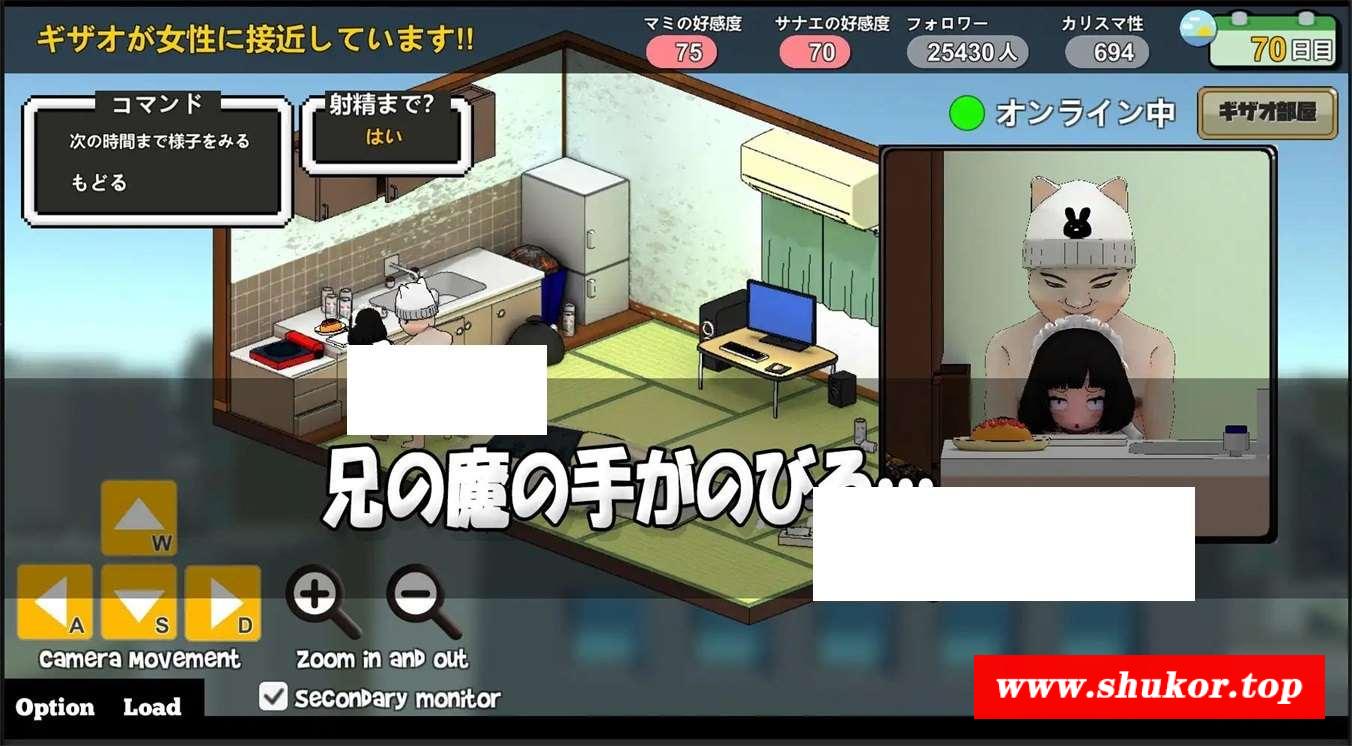 ギザオが女性に接近しています!!
マミの好感度
75
サナエの好感度
70
フォロワー
25430人
カリスマ性
694
70日目
コマンド
次の時間まで様子をみる
もどる
射精まで?
はい
オンライン中
ギザオ部屋
兄の魔の手がのびる…
W
A
S
D
Camera Movement
Zoom in and out
Secondary monitor
Option
Load
www.shukor.top